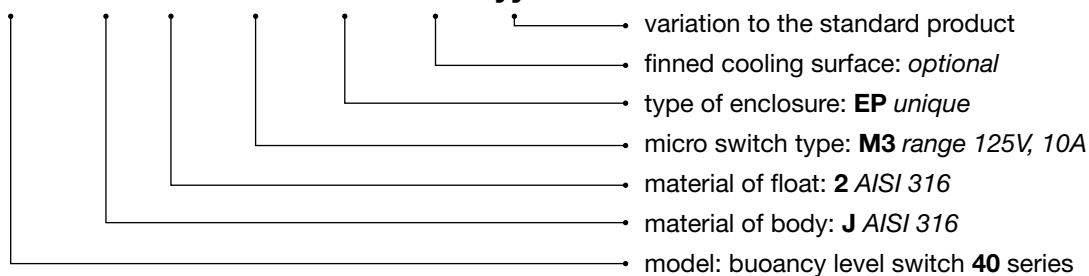 variation to the standard product
finned cooling surface: optional
type of enclosure: EP unique
micro switch type: M3 range 125V, 10A
material of float: 2 AISI 316
material of body: J AISI 316
model: buoancy level switch 40 series